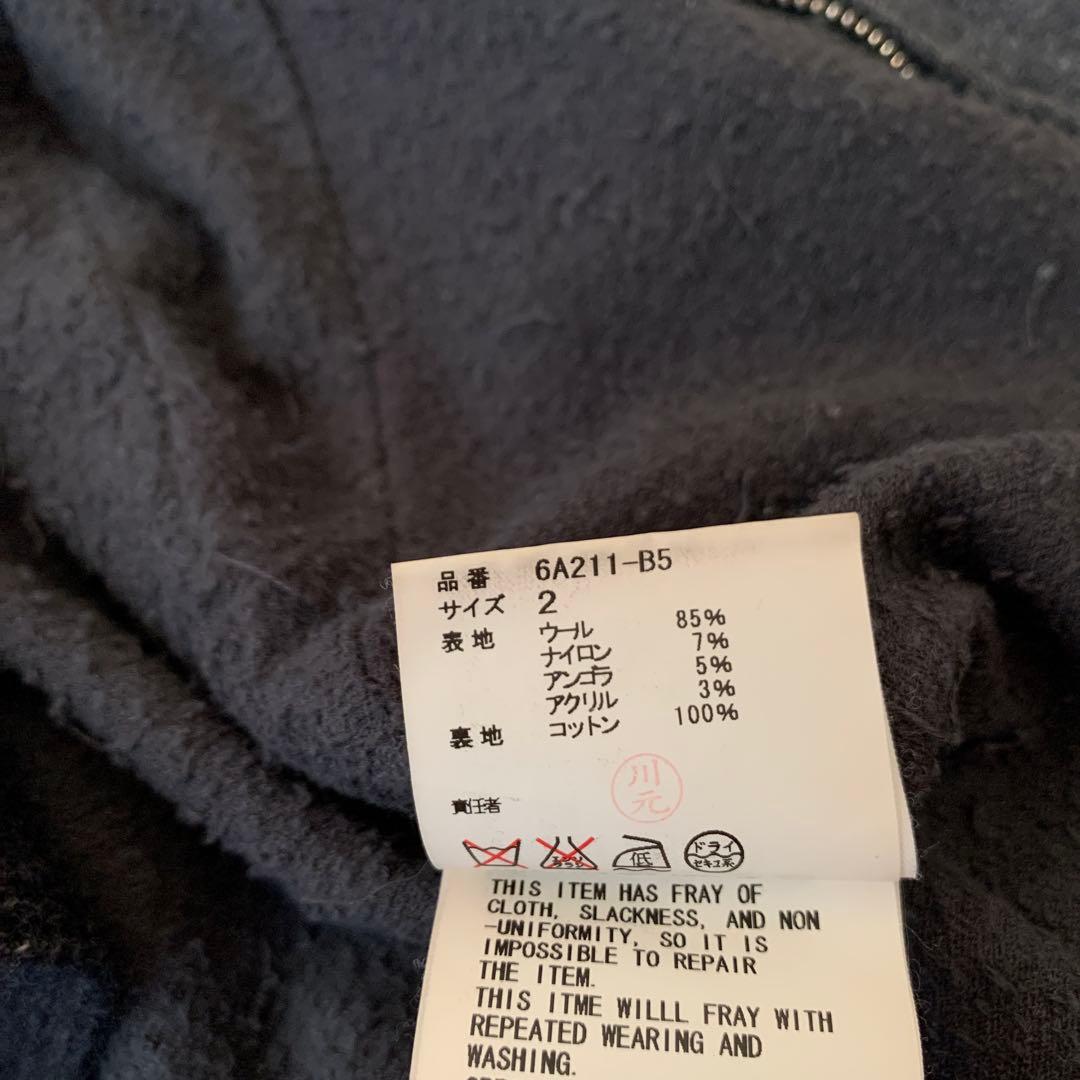 品番 6A211-B5
サイズ 2
表地 ウール 85%
ナイロン 7%
アンゴラ 5%
アクリル 3%
裏地 コットン 100%
川元
責任者
低 ドライ セキユ系
THIS ITEM HAS FRAY OF
CLOTH, SLACKNESS, AND NON
-UNIFORMITY, SO IT IS
IMPOSSIBLE TO REPAIR
THE ITEM.
THIS ITME WILLL FRAY WITH
REPEATED WEARING AND
WASHING.